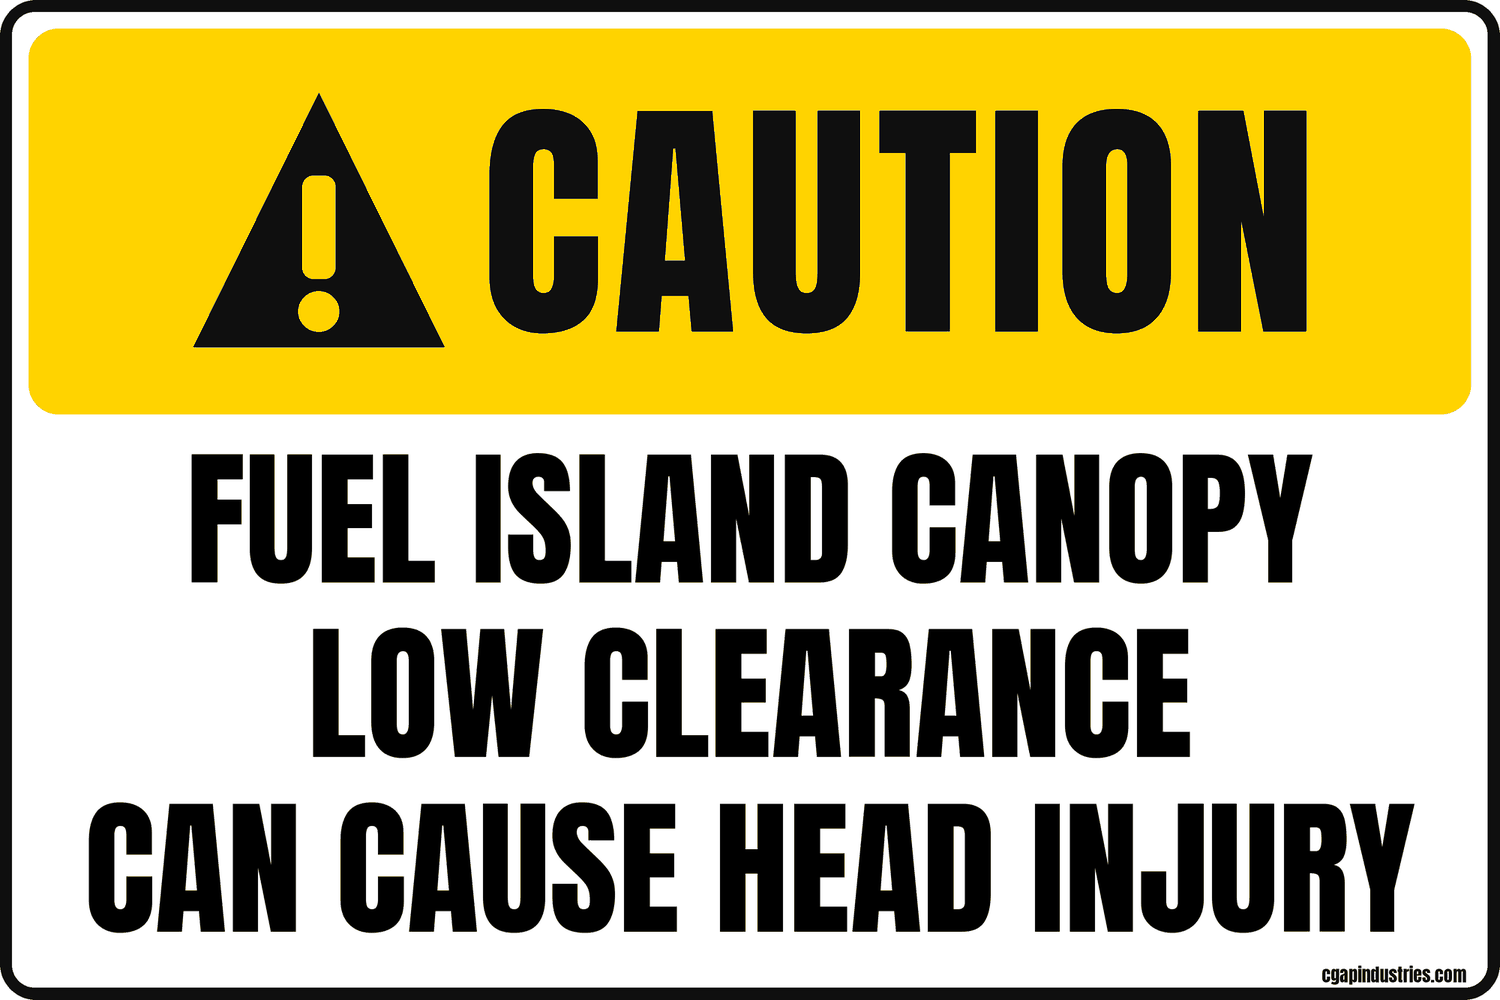 CAUTION
FUEL ISLAND CANOPY
LOW CLEARANCE
CAN CAUSE HEAD INJURY
cgapindustries.com